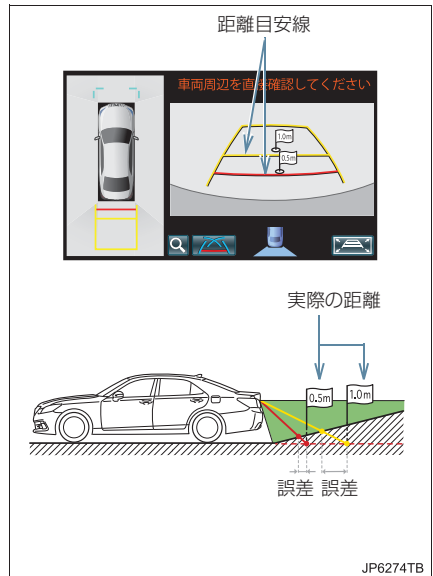 距離目安線
車両周辺を直接確認してください
1.0m
0.5m
実際の距離
0.5m
1.0m
誤差 誤差
JP6274TB